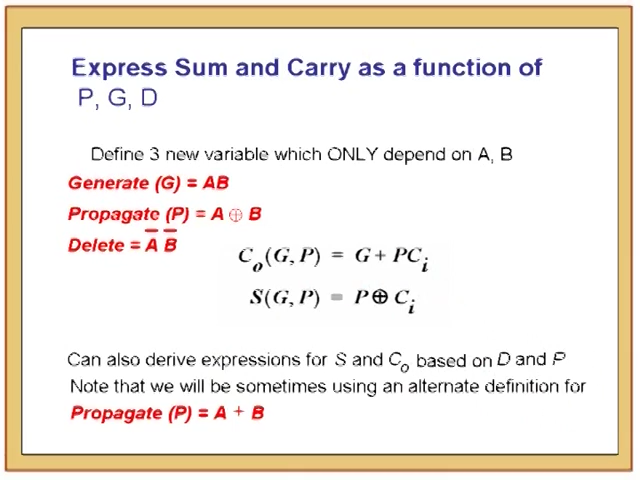 Express Sum and Carry as a function of
P, G, D
Define 3 new variable which ONLY depend on A, B
Generate (G) = AB
Propagate (P) = A ⊕ B
Delete = A̅ B̅
Cₒ(G, P) = G + PCᵢ
S(G, P) = P ⊕ Cᵢ
Can also derive expressions for S and Cₒ based on D and P
Note that we will be sometimes using an alternate definition for
Propagate (P) = A + B